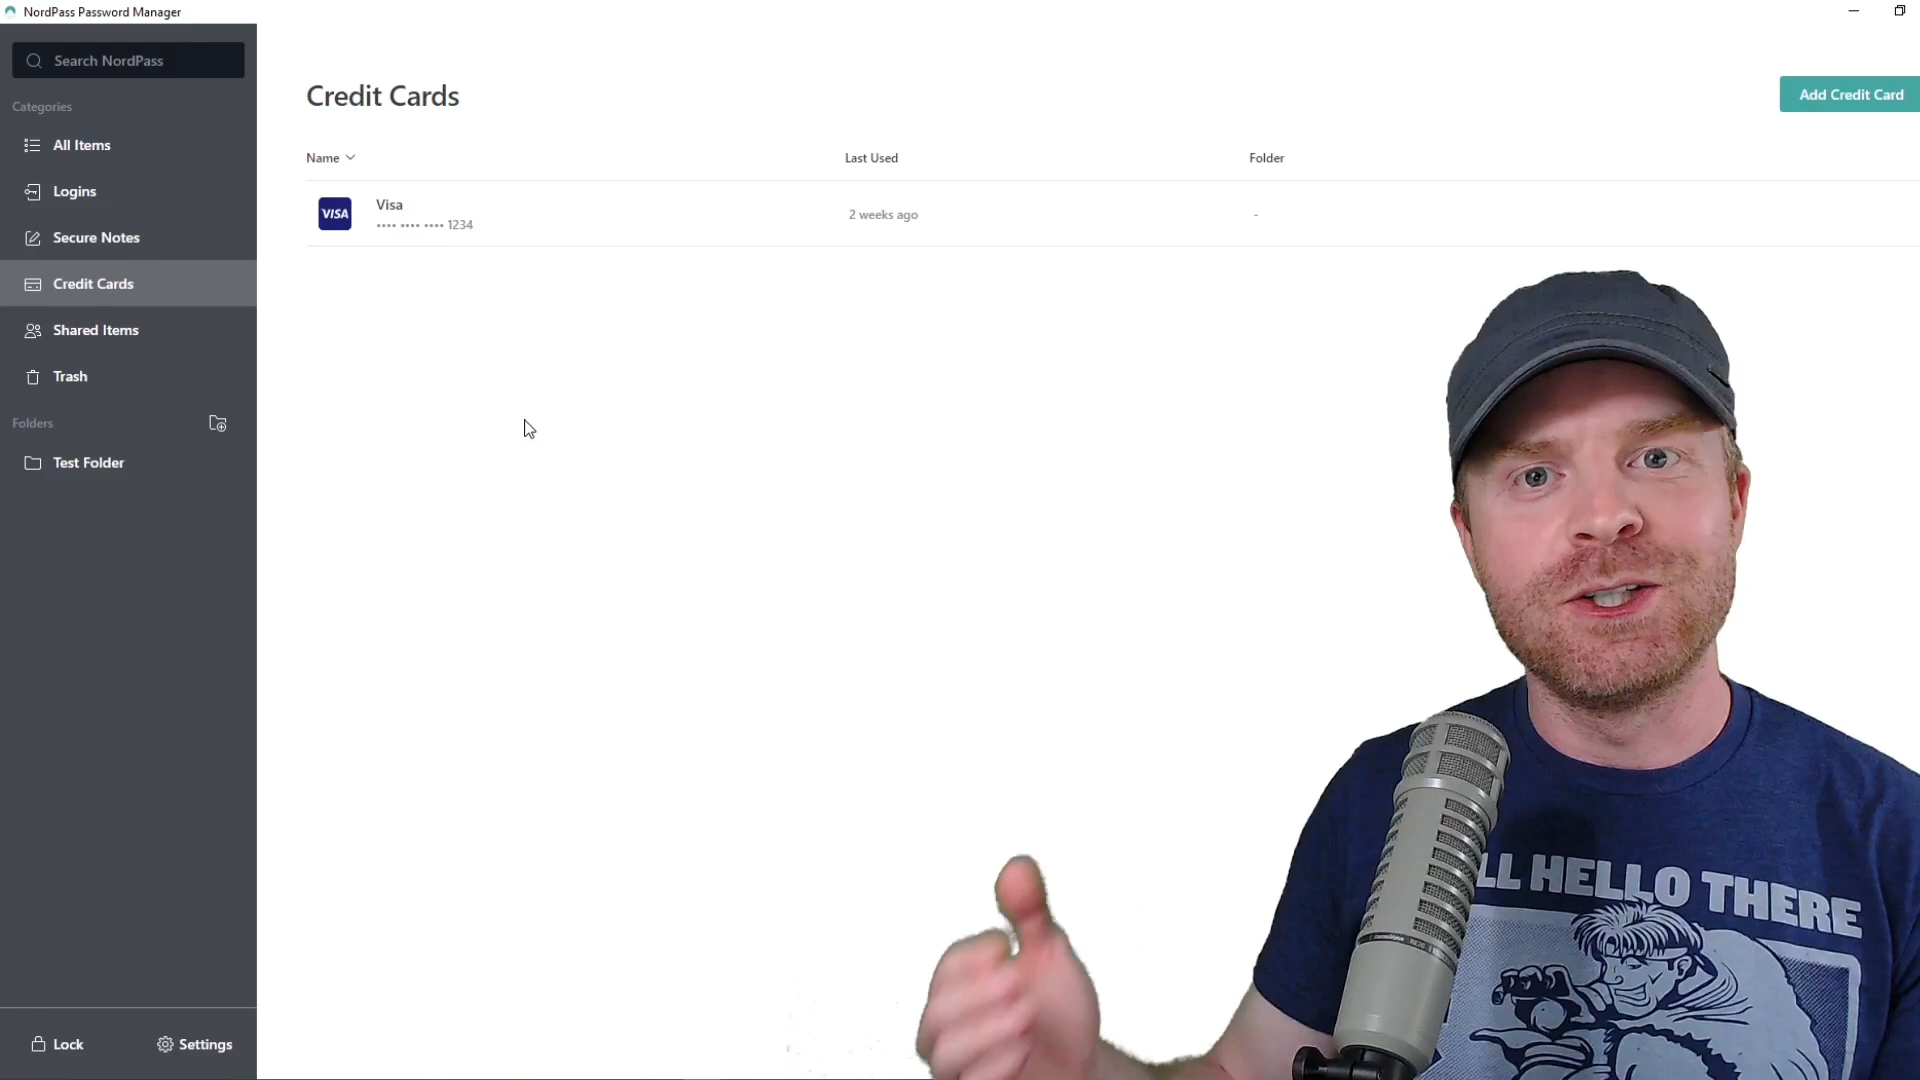 NordPass Password Manager
Search NordPass
Categories
All Items
Logins
Secure Notes
Credit Cards
Shared Items
Trash
Folders
Test Folder
Lock
Settings
Credit Cards
Add Credit Card
Name
Last Used
Folder
VISA
Visa
•••• •••• •••• 1234
2 weeks ago
-
LL HELLO THERE